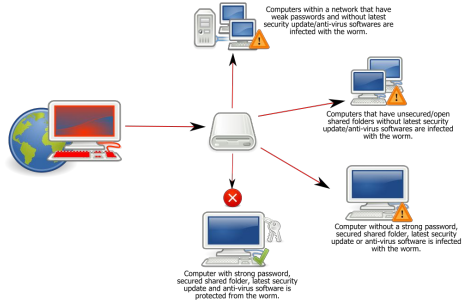 Computers within a network that have
weak passwords and without latest
security update/anti-virus softwares are
infected with the worm.
Computers that have unsecured/open
shared folders without latest security
update/anti-virus softwares are infected
with the worm.
Computer without a strong password,
secured shared folder, latest security
update or anti-virus software is infected
with the worm.
Computer with strong password,
secured shared folder, latest security
update and anti-virus software is
protected from the worm.